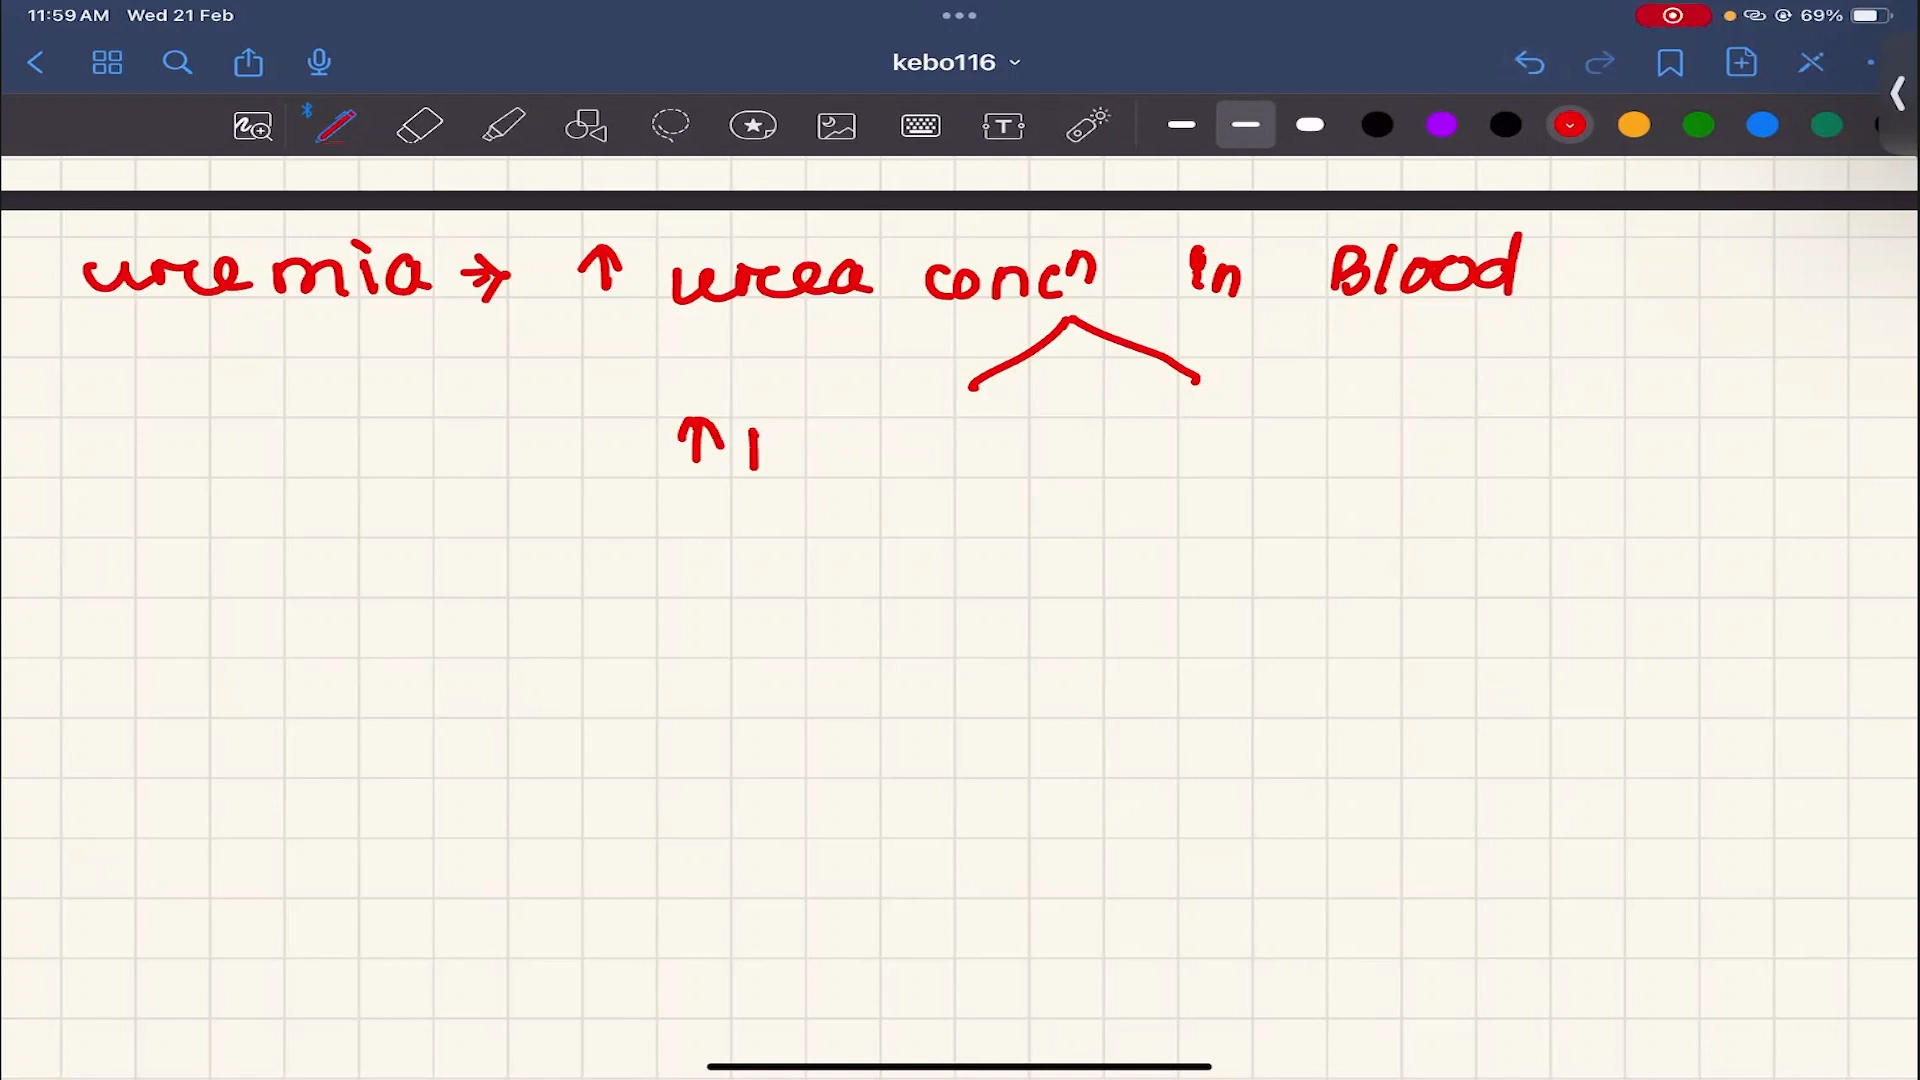 11:59 AM Wed 21 Feb
69%
kebo116
T
uremia → ↑ urea concⁿ in Blood
↑